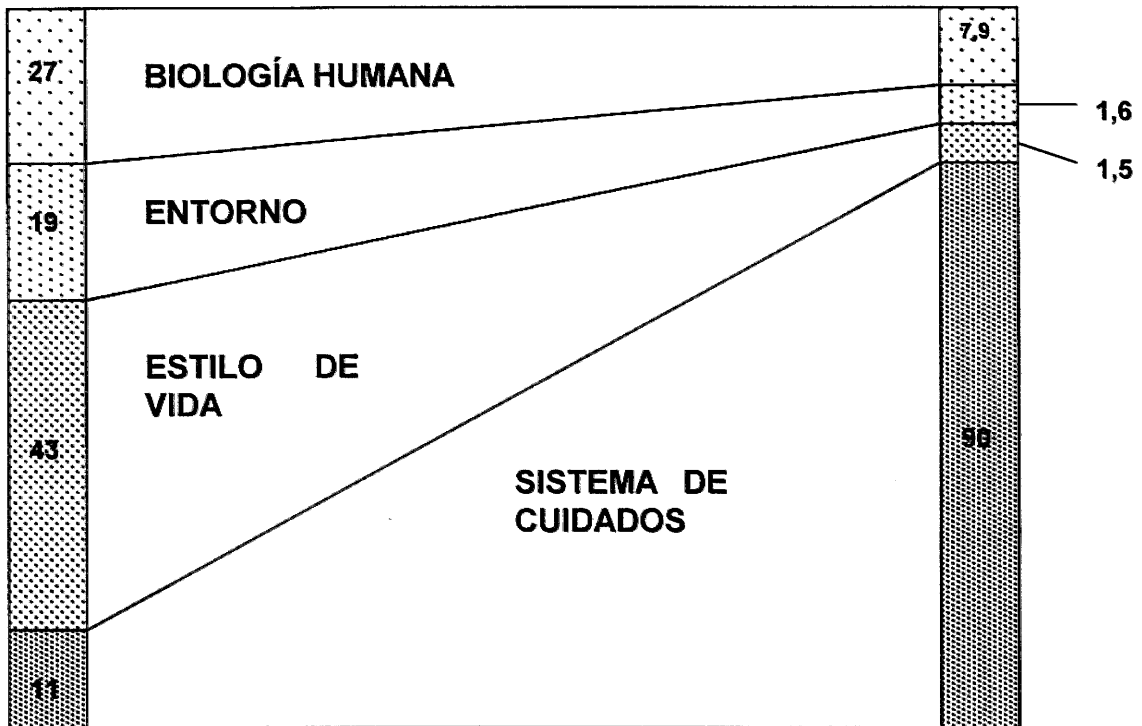 27
BIOLOGÍA HUMANA
7,9
1,6
1,5
19
ENTORNO
ESTILO DE
VIDA
43
90
SISTEMA DE
CUIDADOS
11